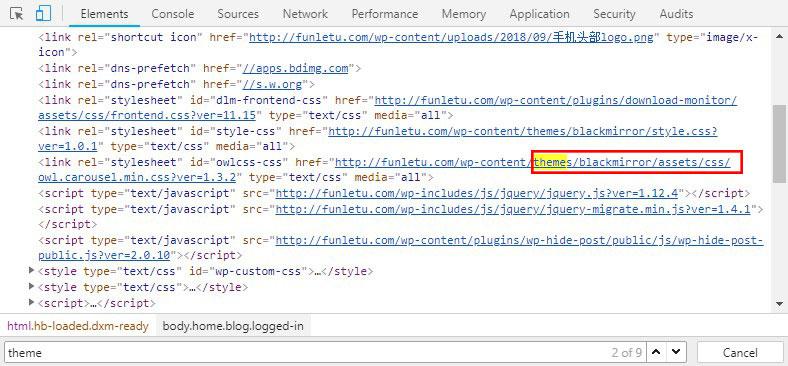 Elements Console Sources Network Performance Memory Application Security Audits
<link rel="shortcut icon" href="http://funletu.com/wp-content/uploads/2018/09/手机头部logo.png" type="image/x-
icon">
<link rel="dns-prefetch" href="//apps.bdimg.com">
<link rel="dns-prefetch" href="//s.w.org">
<link rel="stylesheet" id="dlm-frontend-css" href="http://funletu.com/wp-content/plugins/download-monitor/
assets/css/frontend.css?ver=11.15" type="text/css" media="all">
<link rel="stylesheet" id="style-css" href="http://funletu.com/wp-content/themes/blackmirror/style.css?
ver=1.0.1" type="text/css" media="all">
<link rel="stylesheet" id="owlcss-css" href="http://funletu.com/wp-content/themes/blackmirror/assets/css/
owl.carousel.min.css?ver=1.3.2" type="text/css" media="all">
<script type="text/javascript" src="http://funletu.com/wp-includes/js/jquery/jquery.js?ver=1.12.4"></script>
<script type="text/javascript" src="http://funletu.com/wp-includes/js/jquery/jquery-migrate.min.js?ver=1.4.1">
</script>
<script type="text/javascript" src="http://funletu.com/wp-content/plugins/wp-hide-post/public/js/wp-hide-post-
public.js?ver=2.0.10"></script>
<style type="text/css" id="wp-custom-css">…</style>
<style type="text/css">…</style>
<script>…</script>
html.hb-loaded.dxm-ready body.home.blog.logged-in
theme 2 of 9 Cancel